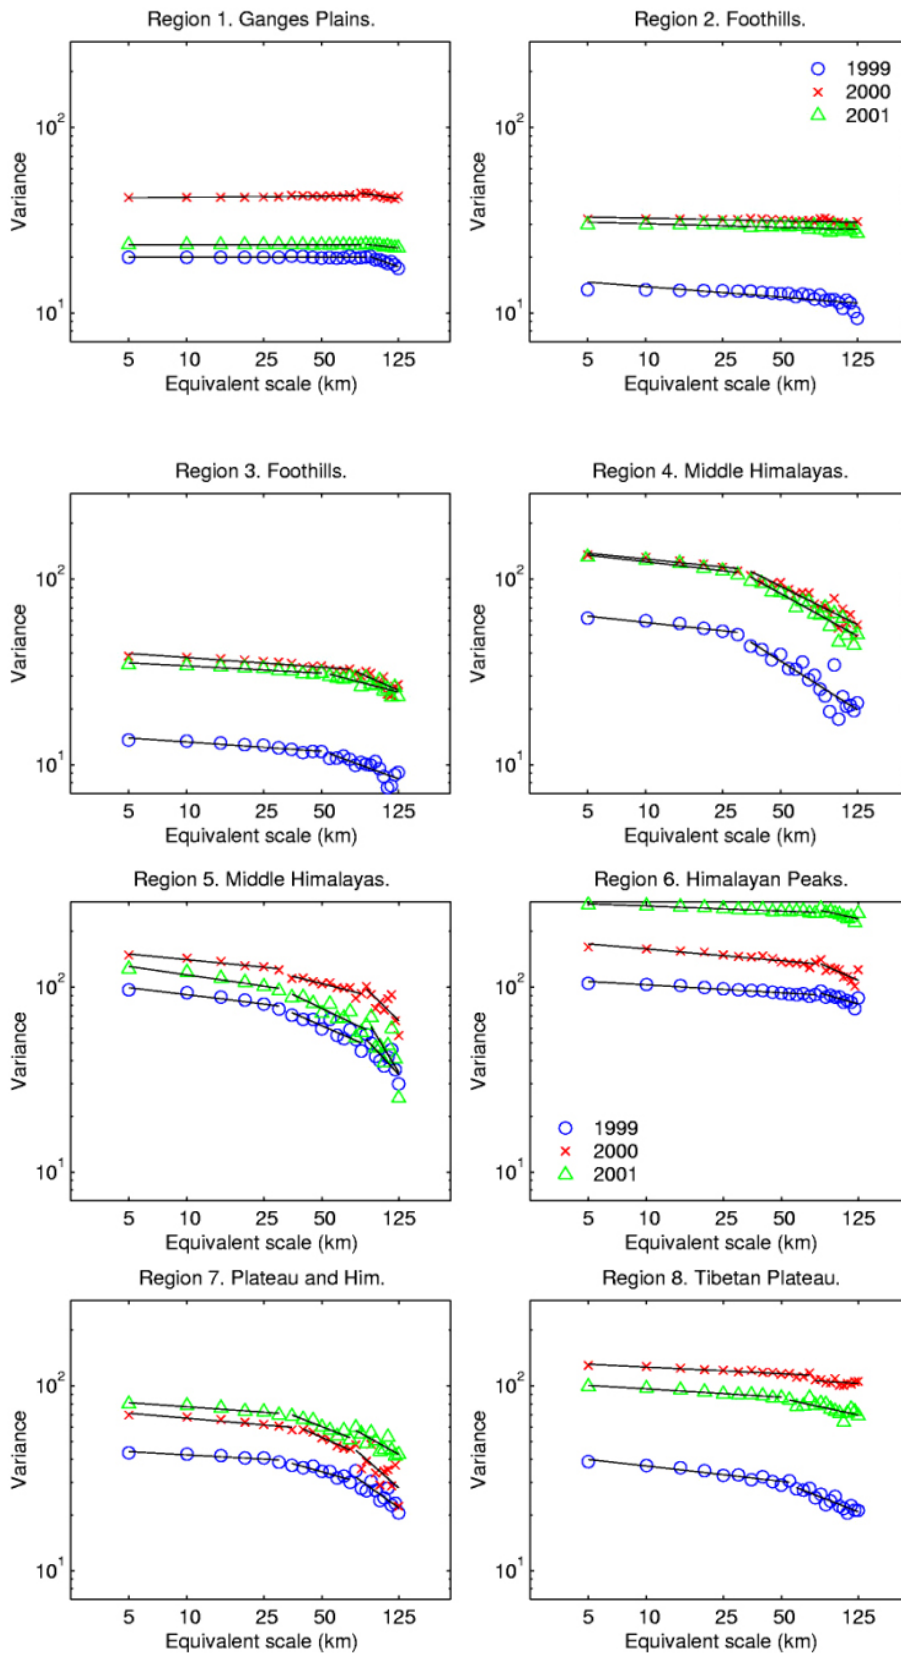 Region 1. Ganges Plains.
10^2
10^1
Variance
5 10 25 50 125
Equivalent scale (km)
Region 2. Foothills.
1999
2000
2001
10^2
10^1
Variance
5 10 25 50 125
Equivalent scale (km)
Region 3. Foothills.
10^2
10^1
Variance
5 10 25 50 125
Equivalent scale (km)
Region 4. Middle Himalayas.
10^2
10^1
Variance
5 10 25 50 125
Equivalent scale (km)
Region 5. Middle Himalayas.
10^2
10^1
Variance
5 10 25 50 125
Equivalent scale (km)
Region 6. Himalayan Peaks.
10^2
10^1
Variance
1999
2000
2001
5 10 25 50 125
Equivalent scale (km)
Region 7. Plateau and Him.
10^2
10^1
Variance
5 10 25 50 125
Equivalent scale (km)
Region 8. Tibetan Plateau.
10^2
10^1
Variance
5 10 25 50 125
Equivalent scale (km)